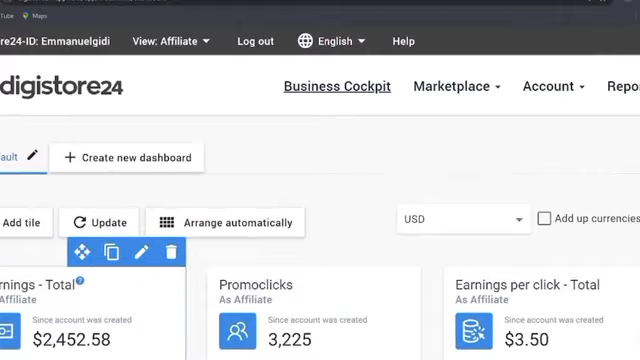 Tube Maps
re24-ID: Emmanuelgidi View: Affiliate Log out English Help
digistore24 Business Cockpit Marketplace Account Repo
ault Create new dashboard
Add tile Update Arrange automatically USD Add up currencies
rnings - Total ? Promoclicks Earnings per click - Total
Affiliate As Affiliate As Affiliate
Since account was created Since account was created Since account was created
$2,452.58 3,225 $3.50